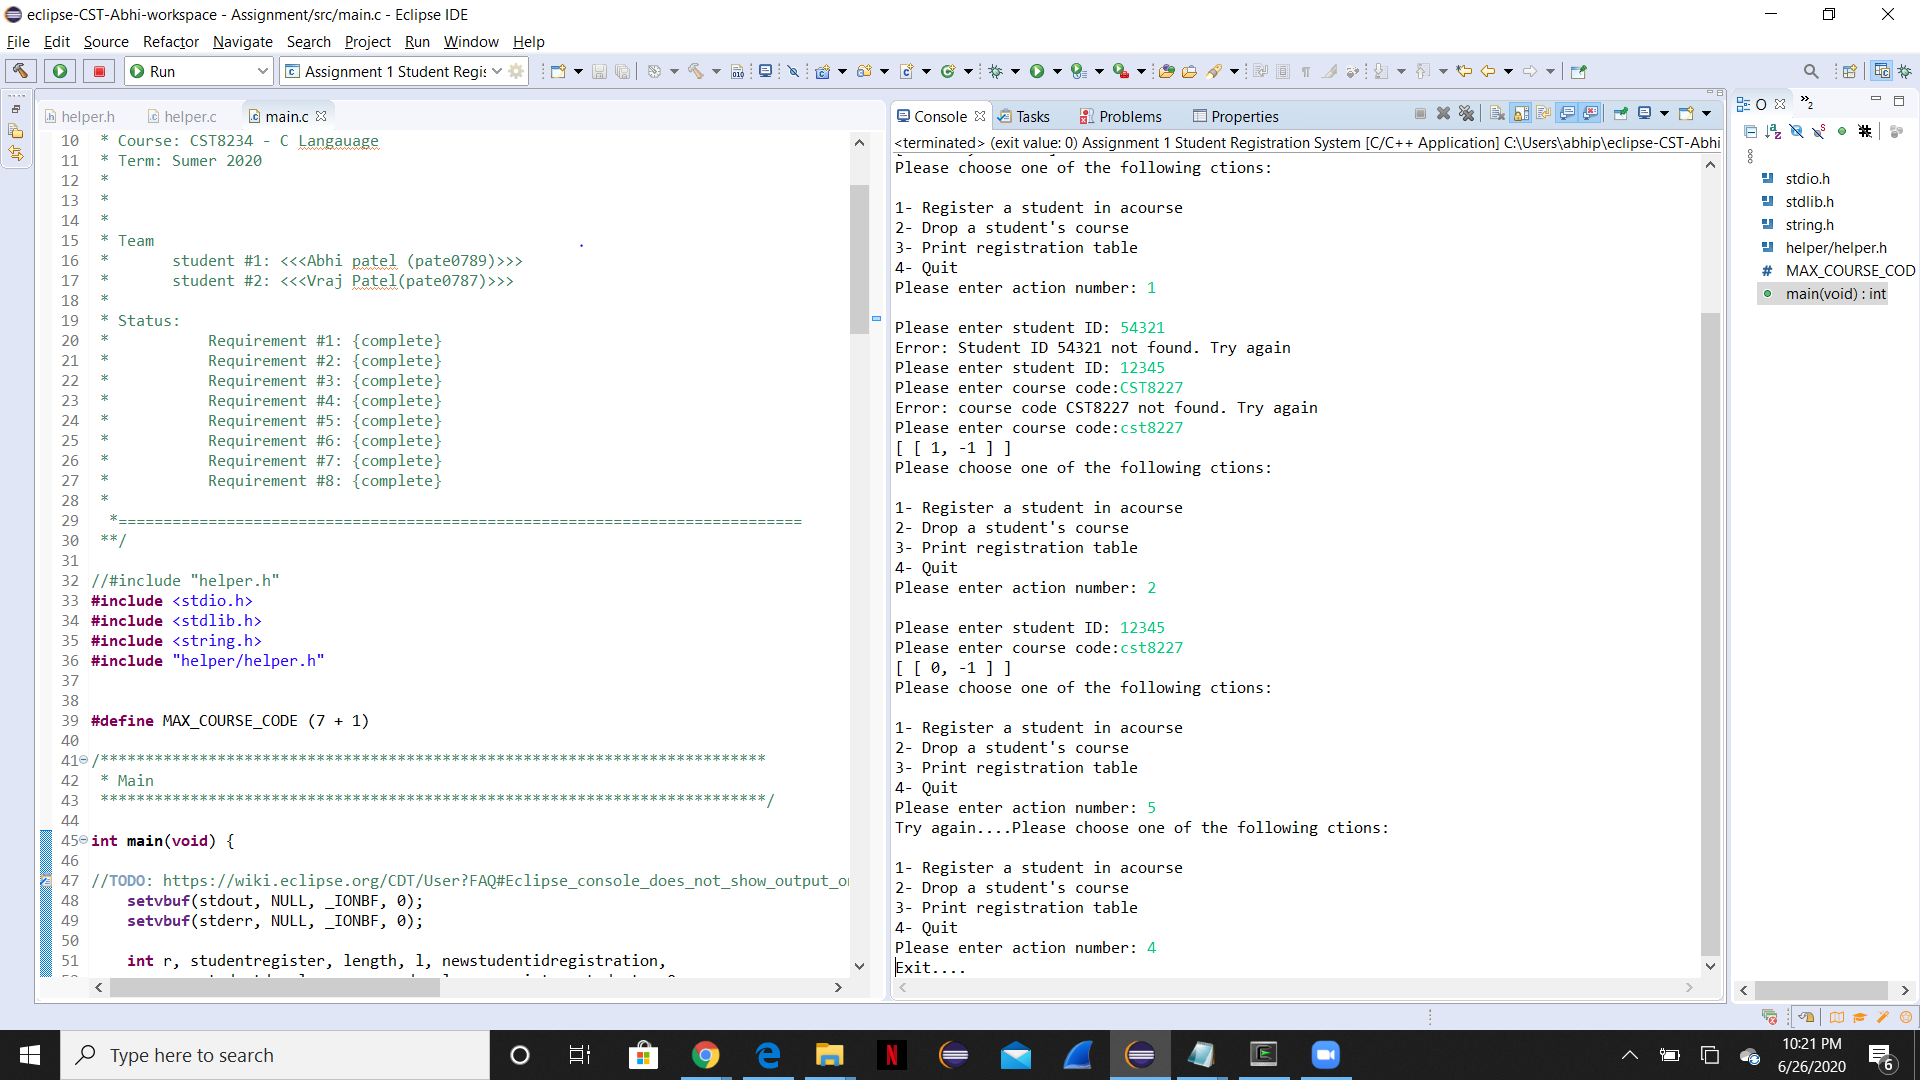 eclipse-CST-Abhi-workspace - Assignment/src/main.c - Eclipse IDE
File Edit Source Refactor Navigate Search Project Run Window Help
Run
Assignment 1 Student Regis
helper.h helper.c main.c
10 * Course: CST8234 - C Langauage
11 * Term: Sumer 2020
12 *
13 *
14 *
15 * Team
16 * student #1: <<<Abhi patel (pate0789)>>>
17 * student #2: <<<Vraj Patel(pate0787)>>>
18 *
19 * Status:
20 * Requirement #1: {complete}
21 * Requirement #2: {complete}
22 * Requirement #3: {complete}
23 * Requirement #4: {complete}
24 * Requirement #5: {complete}
25 * Requirement #6: {complete}
26 * Requirement #7: {complete}
27 * Requirement #8: {complete}
28 *
29 *============================================================================
30 **/
31
32 //#include "helper.h"
33 #include <stdio.h>
34 #include <stdlib.h>
35 #include <string.h>
36 #include "helper/helper.h"
37
38
39 #define MAX_COURSE_CODE (7 + 1)
40
41 /**************************************************************************
42 * Main
43 **************************************************************************/
44
45 int main(void) {
46
47 //TODO: https://wiki.eclipse.org/CDT/User?FAQ#Eclipse_console_does_not_show_output_on
48 setvbuf(stdout, NULL, _IONBF, 0);
49 setvbuf(stderr, NULL, _IONBF, 0);
50
51 int r, studentregister, length, l, newstudentidregistration,
Console Tasks Problems Properties
<terminated> (exit value: 0) Assignment 1 Student Registration System [C/C++ Application] C:\Users\abhip\eclipse-CST-Abhi
Please choose one of the following ctions:
1- Register a student in acourse
2- Drop a student's course
3- Print registration table
4- Quit
Please enter action number: 1
Please enter student ID: 54321
Error: Student ID 54321 not found. Try again
Please enter student ID: 12345
Please enter course code:CST8227
Error: course code CST8227 not found. Try again
Please enter course code:cst8227
[ [ 1, -1 ] ]
Please choose one of the following ctions:
1- Register a student in acourse
2- Drop a student's course
3- Print registration table
4- Quit
Please enter action number: 2
Please enter student ID: 12345
Please enter course code:cst8227
[ [ 0, -1 ] ]
Please choose one of the following ctions:
1- Register a student in acourse
2- Drop a student's course
3- Print registration table
4- Quit
Please enter action number: 5
Try again....Please choose one of the following ctions:
1- Register a student in acourse
2- Drop a student's course
3- Print registration table
4- Quit
Please enter action number: 4
Exit....
O
stdio.h
stdlib.h
string.h
helper/helper.h
# MAX_COURSE_COD
main(void) : int
Type here to search
10:21 PM
6/26/2020
6